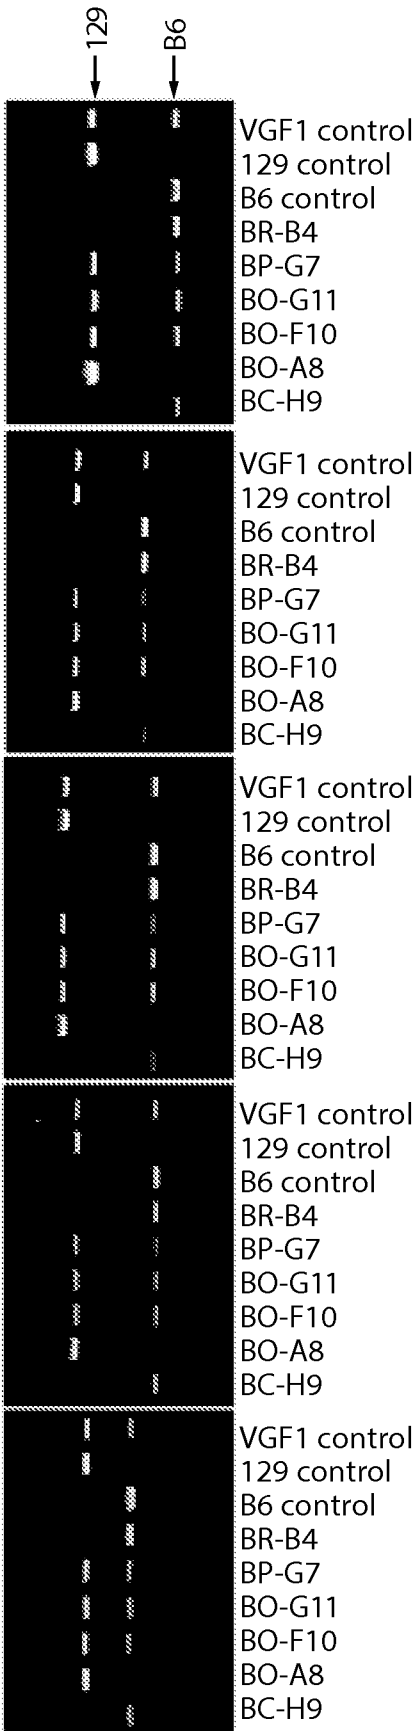 129
B6
VGF1 control
129 control
B6 control
BR-B4
BP-G7
BO-G11
BO-F10
BO-A8
BC-H9
VGF1 control
129 control
B6 control
BR-B4
BP-G7
BO-G11
BO-F10
BO-A8
BC-H9
VGF1 control
129 control
B6 control
BR-B4
BP-G7
BO-G11
BO-F10
BO-A8
BC-H9
VGF1 control
129 control
B6 control
BR-B4
BP-G7
BO-G11
BO-F10
BO-A8
BC-H9
VGF1 control
129 control
B6 control
BR-B4
BP-G7
BO-G11
BO-F10
BO-A8
BC-H9